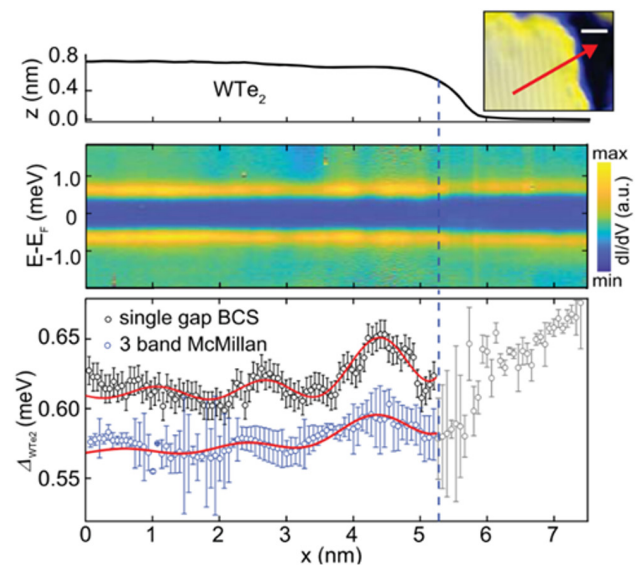 z (nm)
0.8
0.4
0.0
WTe2
E-EF (meV)
1.0
0
-1.0
max
dI/dV (a.u.)
min
ΔWTe2 (meV)
0.65
0.60
0.55
single gap BCS
3 band McMillan
0 1 2 3 4 5 6 7
x (nm)